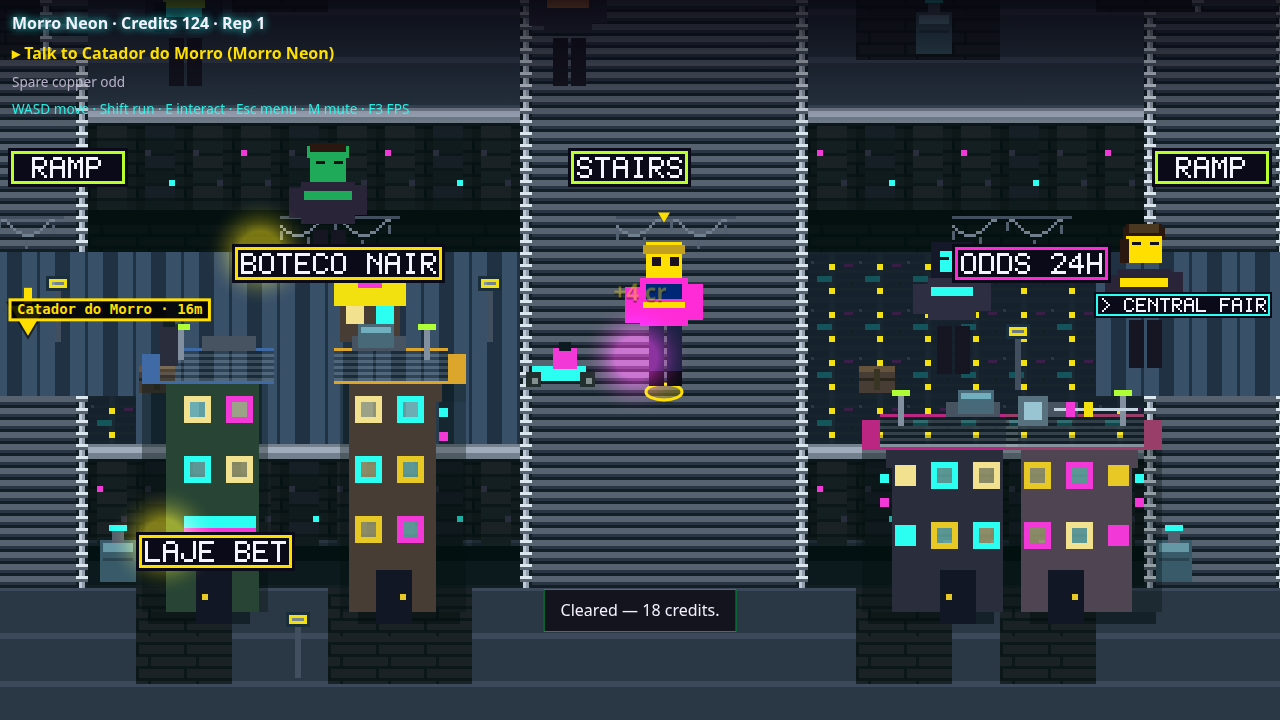 Morro Neon · Credits 124 · Rep 1
▸ Talk to Catador do Morro (Morro Neon)
Spare copper odd
WASD move · Shift run · E interact · Esc menu · M mute · F3 FPS
RAMP
STAIRS
RAMP
BOTECO NAIR
ODDS 24H
+4 cr
> CENTRAL FAIR
Catador do Morro · 16m
LAJE BET
Cleared — 18 credits.